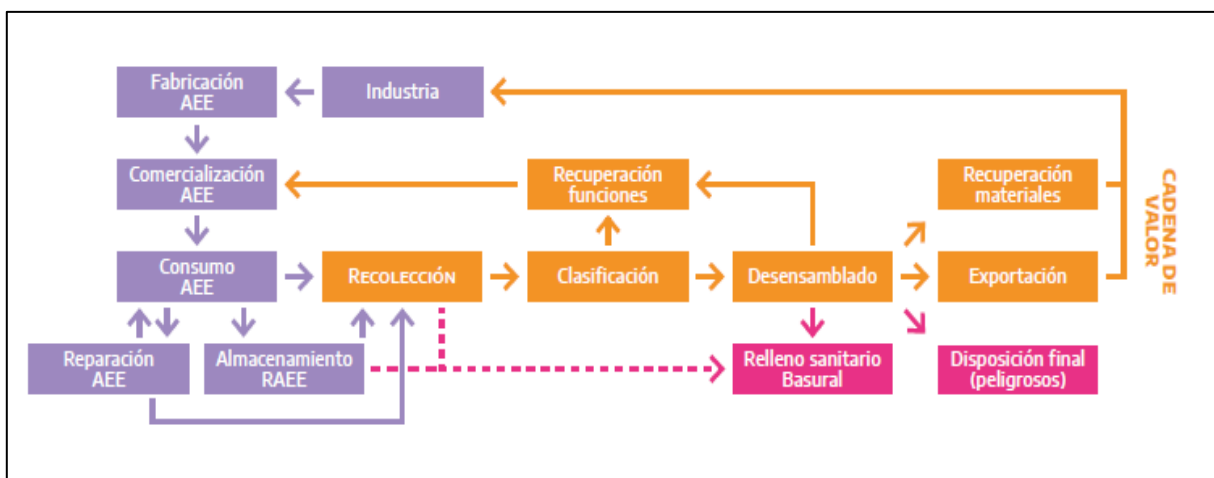 Fabricación
AEE
Industria
Comercialización
AEE
Recuperación
funciones
Recuperación
materiales
CADENA DE
VALOR
Consumo
AEE
RECOLECCIÓN
Clasificación
Desensamblado
Exportación
Reparación
AEE
Almacenamiento
RAEE
Relleno sanitario
Basural
Disposición final
(peligrosos)